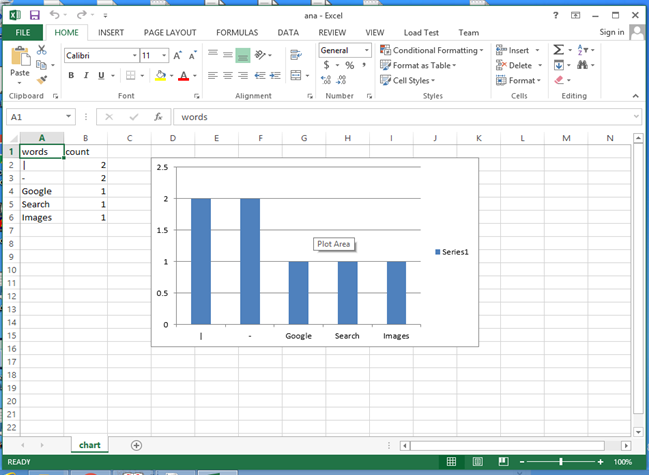 ana - Excel
? Sign in
FILE HOME INSERT PAGE LAYOUT FORMULAS DATA REVIEW VIEW Load Test Team
Paste
Calibri 11 A A
B I U A
General
$ % ,
Conditional Formatting
Format as Table
Cell Styles
Insert
Delete
Format
Clipboard Font Alignment Number Styles Cells Editing
A1 fx words
A B C D E F G H I J K L M N
1 words count
2 | 2
3 - 2
4 Google 1
5 Search 1
6 Images 1
7
8
9
10
11
12
13
14
15
16
17
18
19
20
21
22
2.5
2
1.5
1
0.5
0
Plot Area
Series1
| - Google Search Images
chart
READY 100%